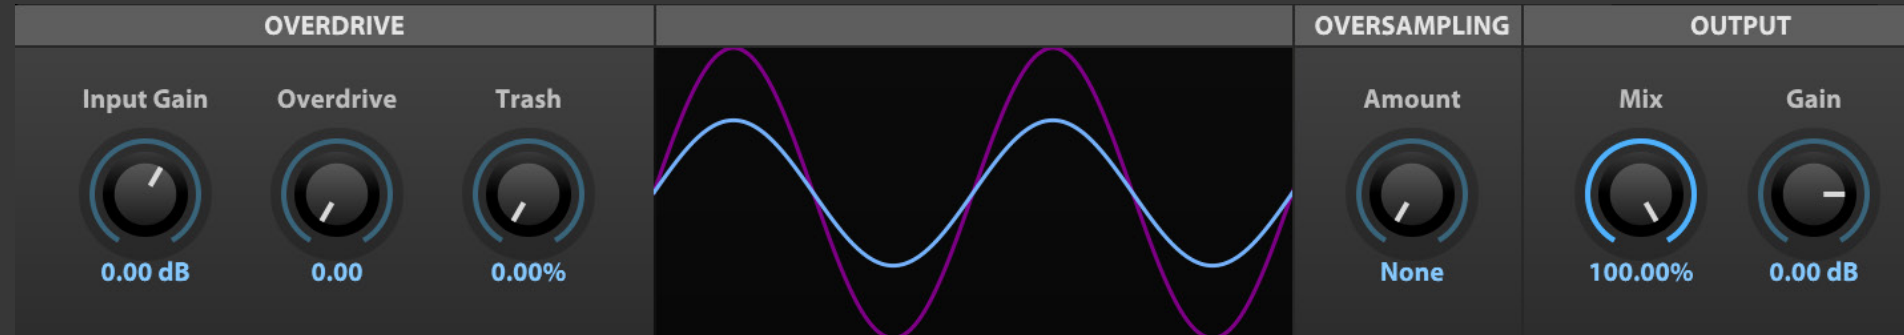 OVERDRIVE
OVERSAMPLING
OUTPUT
Input Gain
Overdrive
Trash
Amount
Mix
Gain
0.00 dB
0.00
0.00%
None
100.00%
0.00 dB